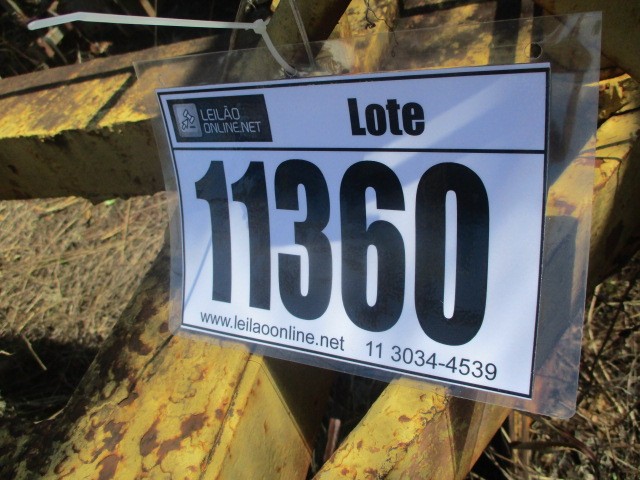 LEILÃO
ONLINE.NET
Lote
11360
www.leilaoonline.net 11 3034-4539